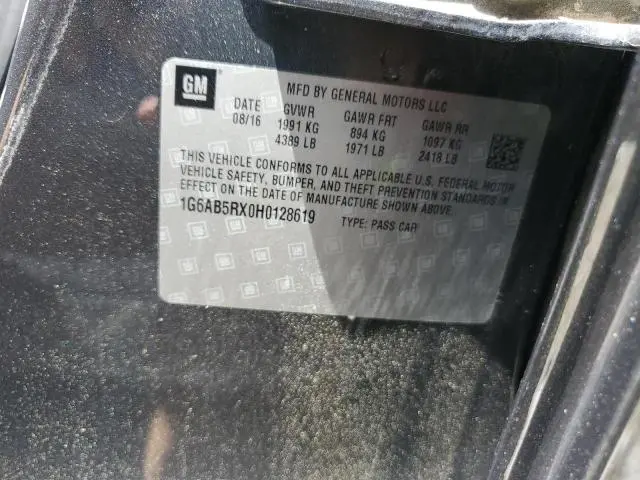 GM
MFD BY GENERAL MOTORS LLC
DATE GVWR GAWR FRT GAWR RR
08/16 1991 KG 894 KG 1097 KG
4389 LB 1971 LB 2418 LB
THIS VEHICLE CONFORMS TO ALL APPLICABLE U.S. FEDERAL MOTOR
VEHICLE SAFETY, BUMPER, AND THEFT PREVENTION STANDARDS IN
EFFECT ON THE DATE OF MANUFACTURE SHOWN ABOVE.
1G6AB5RX0H0128619 TYPE: PASS CAR